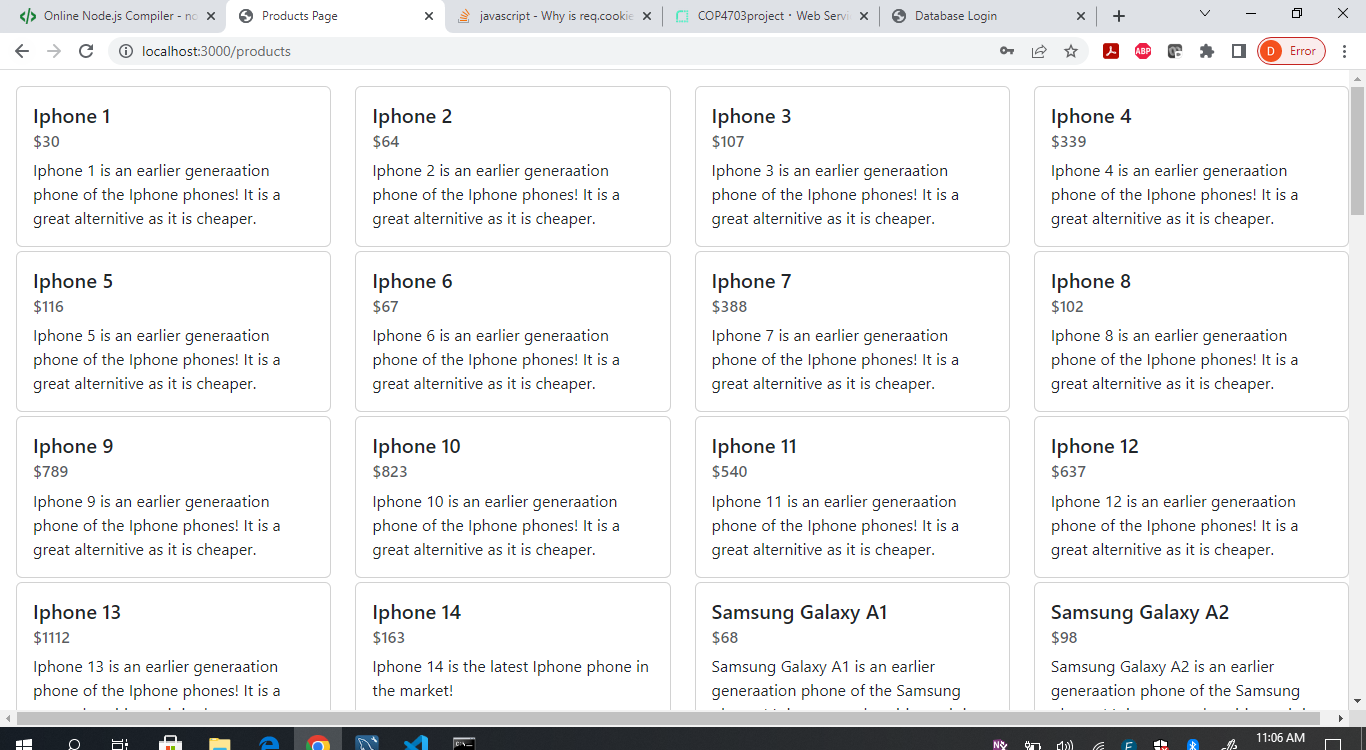 Online Node.js Compiler - no
Products Page
javascript - Why is req.cookie
COP4703project · Web Servi
Database Login
localhost:3000/products
ABP
D Error
Iphone 1
$30
Iphone 1 is an earlier generaation
phone of the Iphone phones! It is a
great alternitive as it is cheaper.
Iphone 2
$64
Iphone 2 is an earlier generaation
phone of the Iphone phones! It is a
great alternitive as it is cheaper.
Iphone 3
$107
Iphone 3 is an earlier generaation
phone of the Iphone phones! It is a
great alternitive as it is cheaper.
Iphone 4
$339
Iphone 4 is an earlier generaation
phone of the Iphone phones! It is a
great alternitive as it is cheaper.
Iphone 5
$116
Iphone 5 is an earlier generaation
phone of the Iphone phones! It is a
great alternitive as it is cheaper.
Iphone 6
$67
Iphone 6 is an earlier generaation
phone of the Iphone phones! It is a
great alternitive as it is cheaper.
Iphone 7
$388
Iphone 7 is an earlier generaation
phone of the Iphone phones! It is a
great alternitive as it is cheaper.
Iphone 8
$102
Iphone 8 is an earlier generaation
phone of the Iphone phones! It is a
great alternitive as it is cheaper.
Iphone 9
$789
Iphone 9 is an earlier generaation
phone of the Iphone phones! It is a
great alternitive as it is cheaper.
Iphone 10
$823
Iphone 10 is an earlier generaation
phone of the Iphone phones! It is a
great alternitive as it is cheaper.
Iphone 11
$540
Iphone 11 is an earlier generaation
phone of the Iphone phones! It is a
great alternitive as it is cheaper.
Iphone 12
$637
Iphone 12 is an earlier generaation
phone of the Iphone phones! It is a
great alternitive as it is cheaper.
Iphone 13
$1112
Iphone 13 is an earlier generaation
phone of the Iphone phones! It is a
Iphone 14
$163
Iphone 14 is the latest Iphone phone in
the market!
Samsung Galaxy A1
$68
Samsung Galaxy A1 is an earlier
generaation phone of the Samsung
Samsung Galaxy A2
$98
Samsung Galaxy A2 is an earlier
generaation phone of the Samsung
11:06 AM